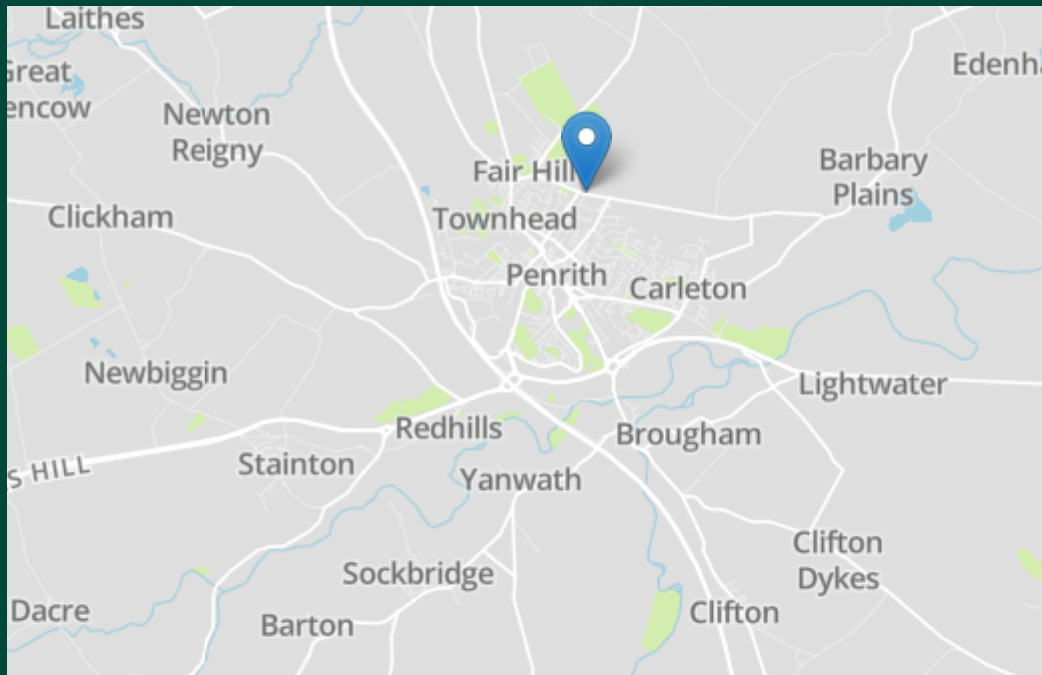 Laithes
Great
encow
Newton
Reigny
Edenha
Fair Hill
Barbary
Plains
Clickham
Townhead
Penrith
Carleton
Newbiggin
Lightwater
Redhills
Brougham
S HILL
Stainton
Yanwath
Clifton
Dykes
Sockbridge
Dacre
Barton
Clifton